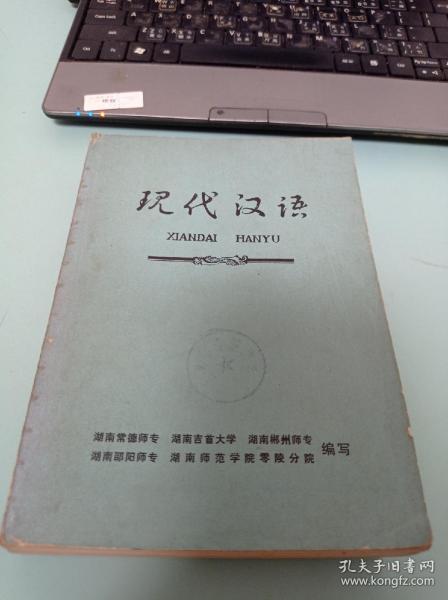 现代汉语
XIANDAI HANYU
湖南常德师专 湖南吉首大学 湖南郴州师专
湖南邵阳师专 湖南师范学院零陵分院
编写
孔夫子旧书网
www.kongfz.com